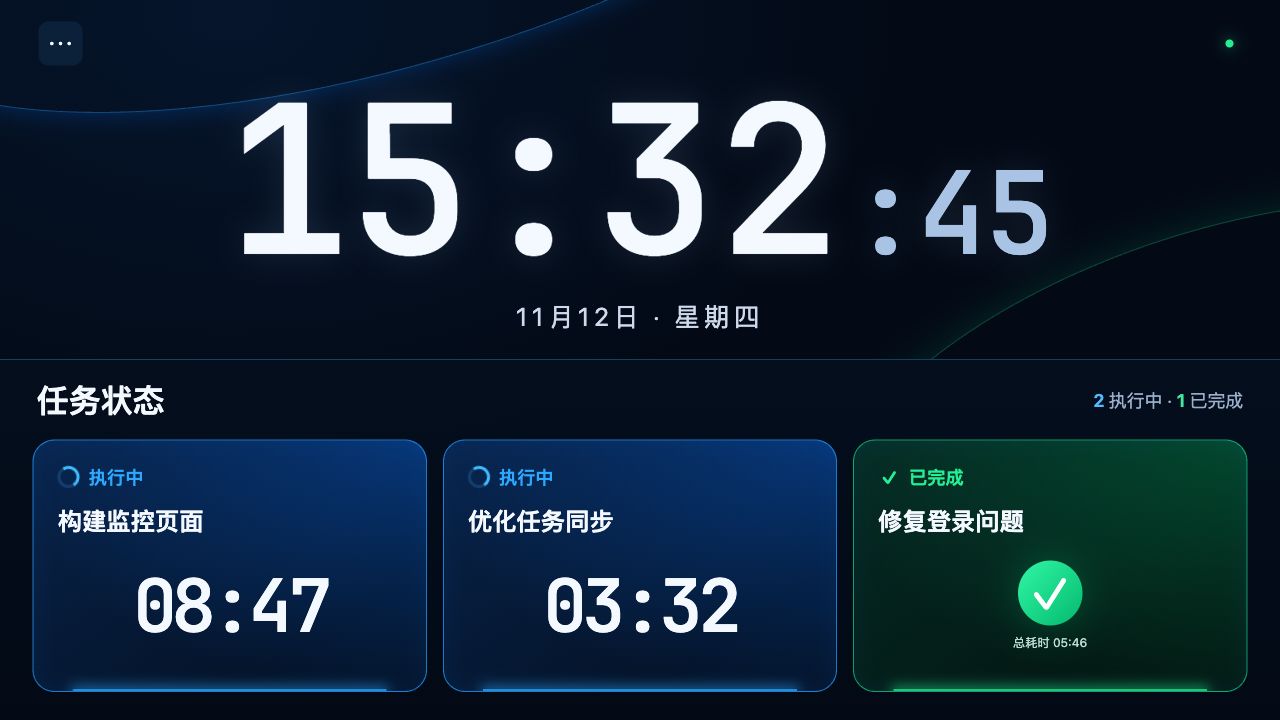 15:32:45
11月12日 · 星期四
任务状态
2 执行中 · 1 已完成
执行中
构建监控页面
08:47
执行中
优化任务同步
03:32
已完成
修复登录问题
总耗时 05:46